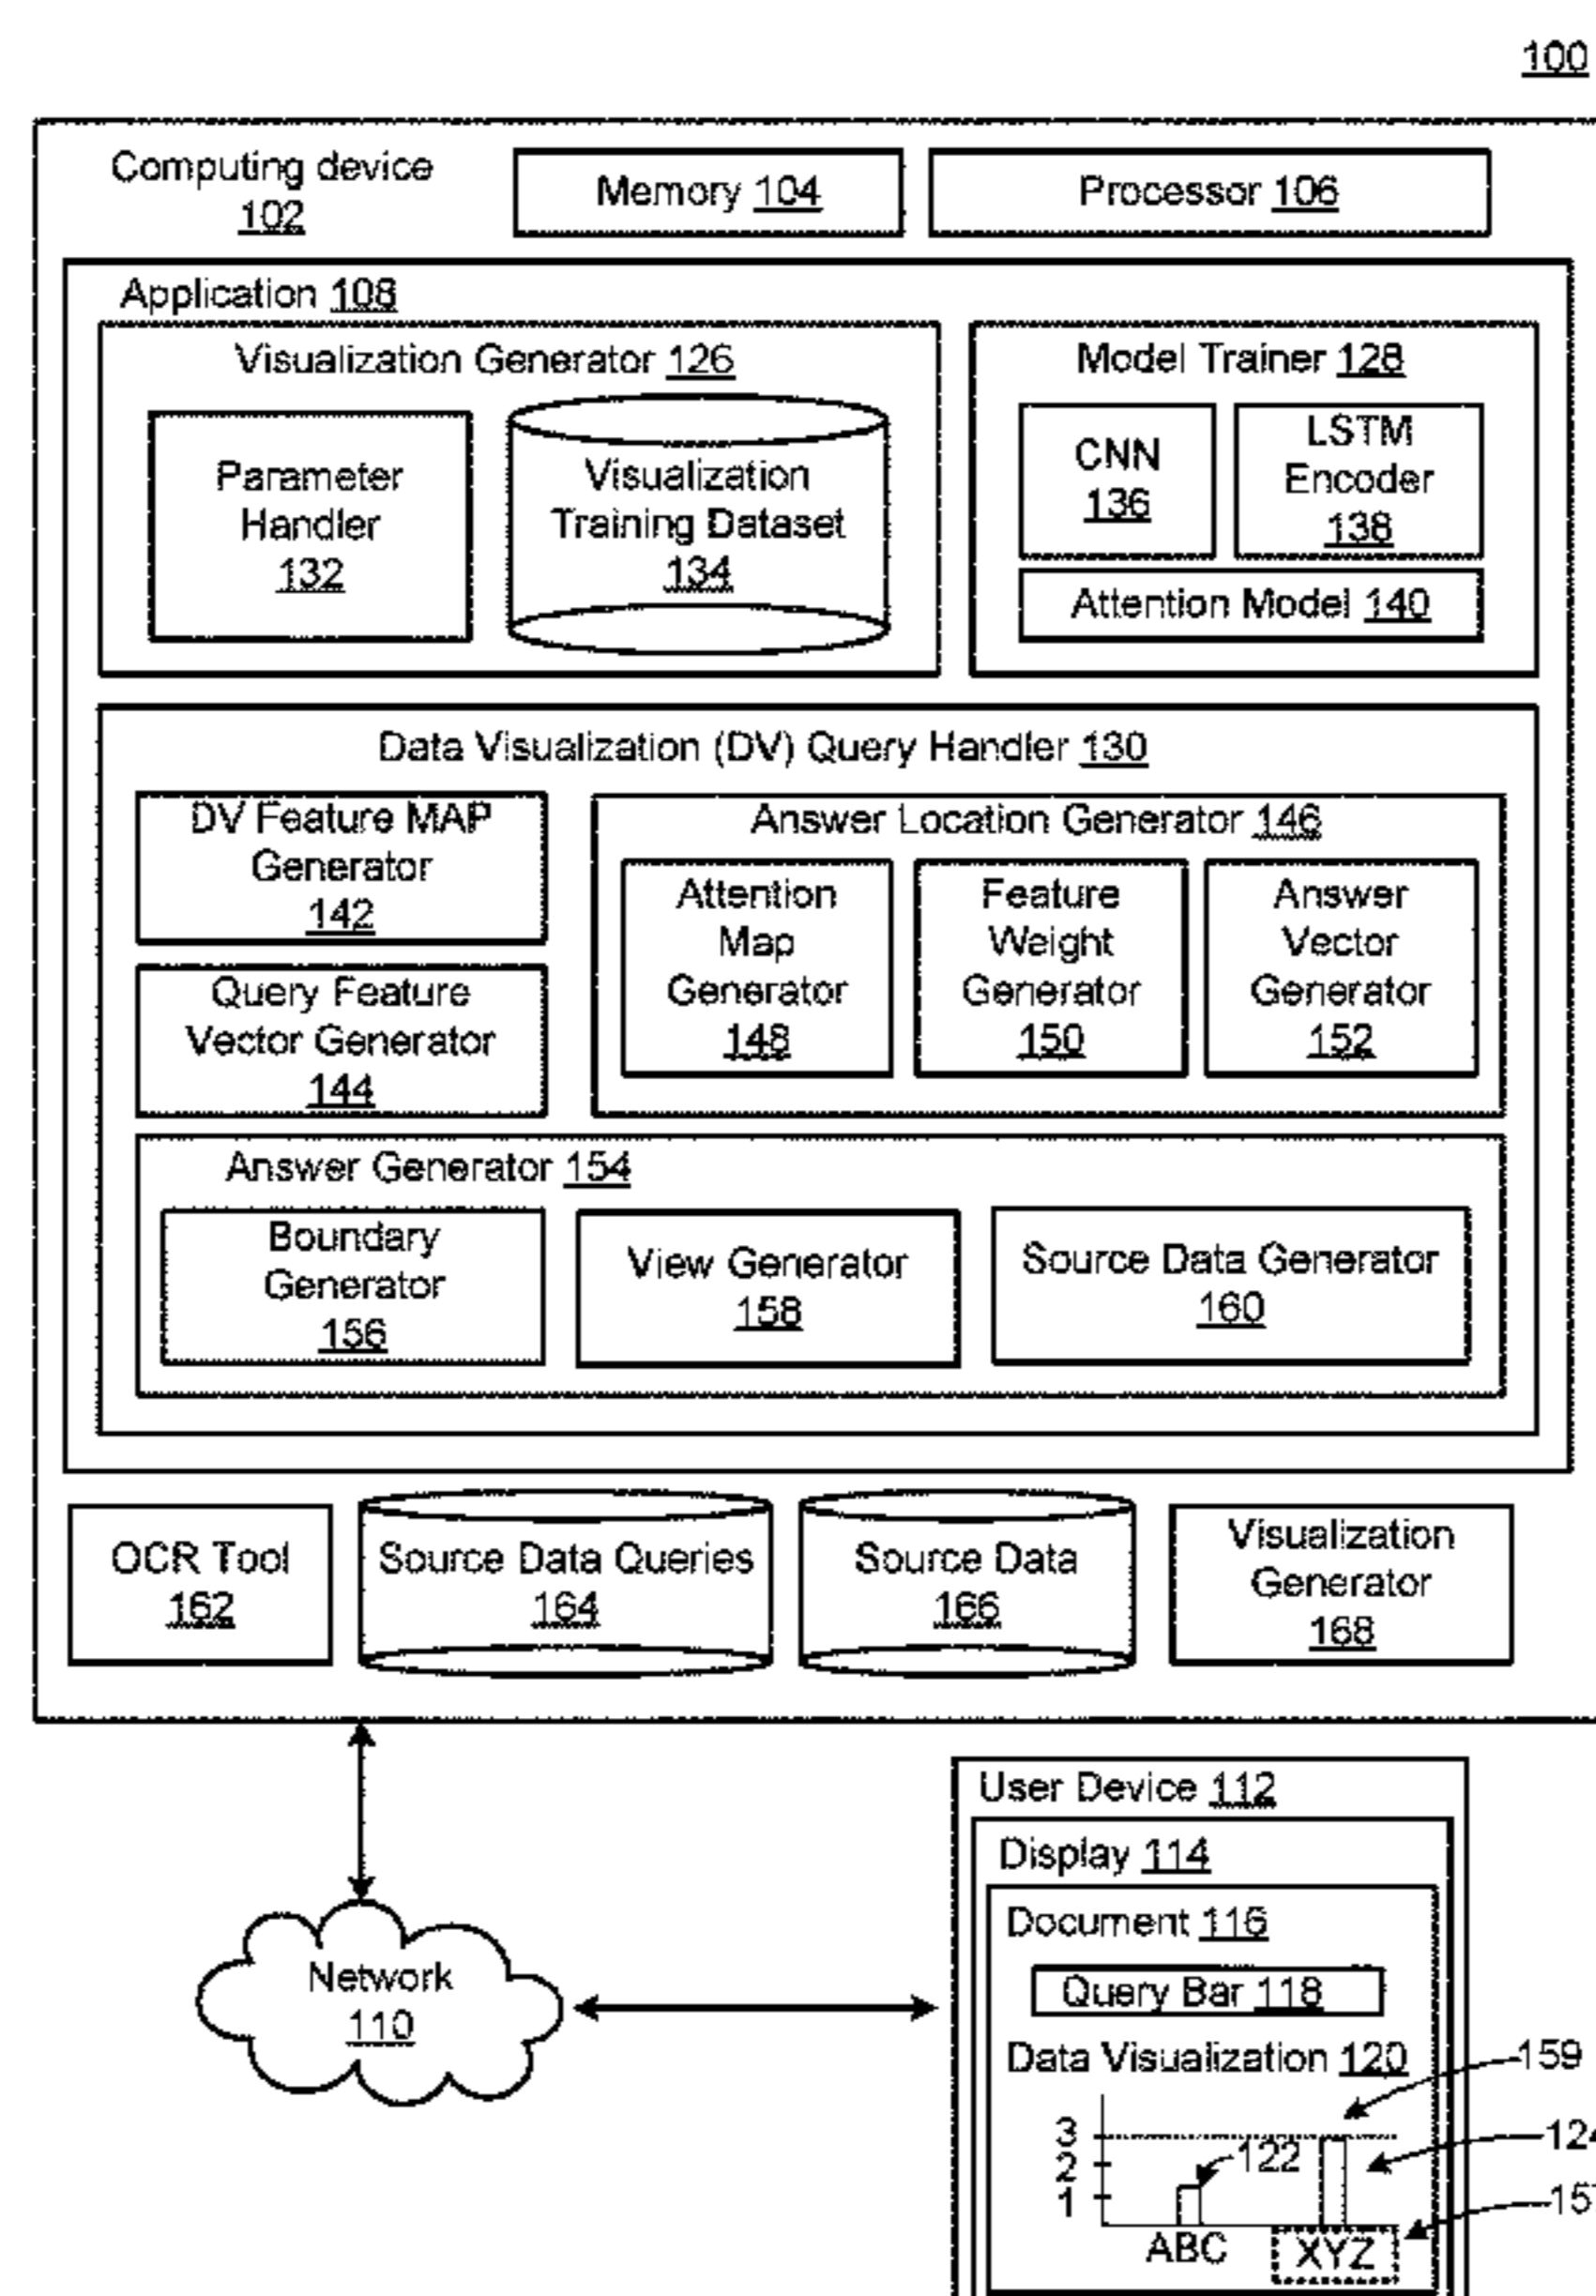 100
Computing device
102
Memory 104
Processor 106
Application 108
Visualization Generator 126
Parameter
Handler
132
Visualization
Training Dataset
134
Model Trainer 128
CNN
136
LSTM
Encoder
138
Attention Model 140
Data Visualization (DV) Query Handler 130
DV Feature MAP
Generator
142
Query Feature
Vector Generator
144
Answer Location Generator 146
Attention
Map
Generator
148
Feature
Weight
Generator
150
Answer
Vector
Generator
152
Answer Generator 154
Boundary
Generator
156
View Generator
158
Source Data Generator
160
OCR Tool
162
Source Data Queries
164
Source Data
166
Visualization
Generator
168
Network
110
User Device 112
Display 114
Document 116
Query Bar 118
Data Visualization 120
159
3
2
1
122
ABC
XYZ